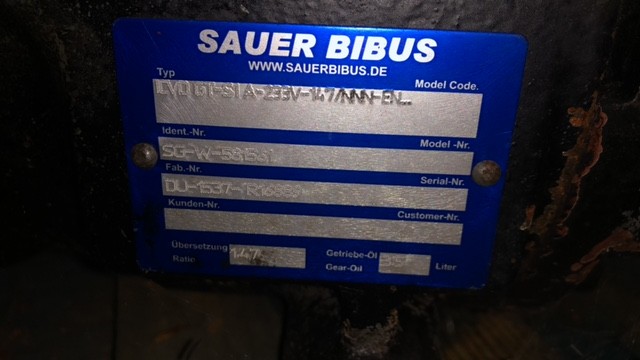 SAUER BIBUS
WWW.SAUERBIBUS.DE
Typ Model Code.
Ident.-Nr. Model -Nr.
Fab.-Nr. Serial-Nr.
Kunden-Nr. Customer-Nr.
Übersetzung Getriebe-Öl
Ratio 147 Gear-Oil Liter